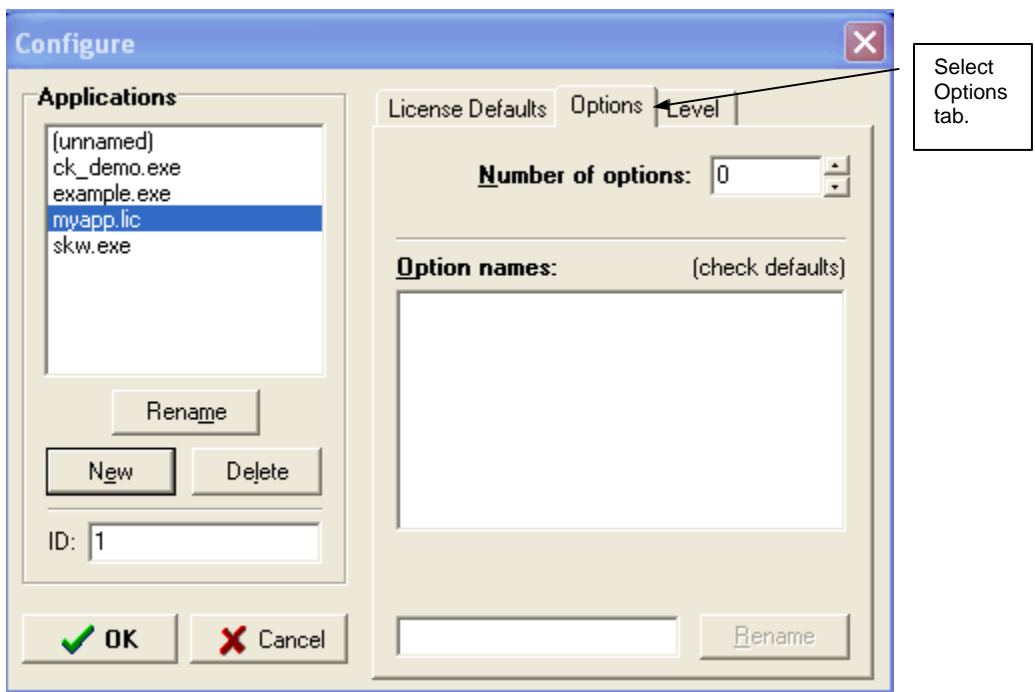 Configure
Applications
(unnamed)
ck_demo.exe
example.exe
myapp.lic
skw.exe
Rename
New
Delete
ID: 1
OK
Cancel
License Defaults
Options
Level
Number of options: 0
Option names: (check defaults)
Rename
Select
Options
tab.